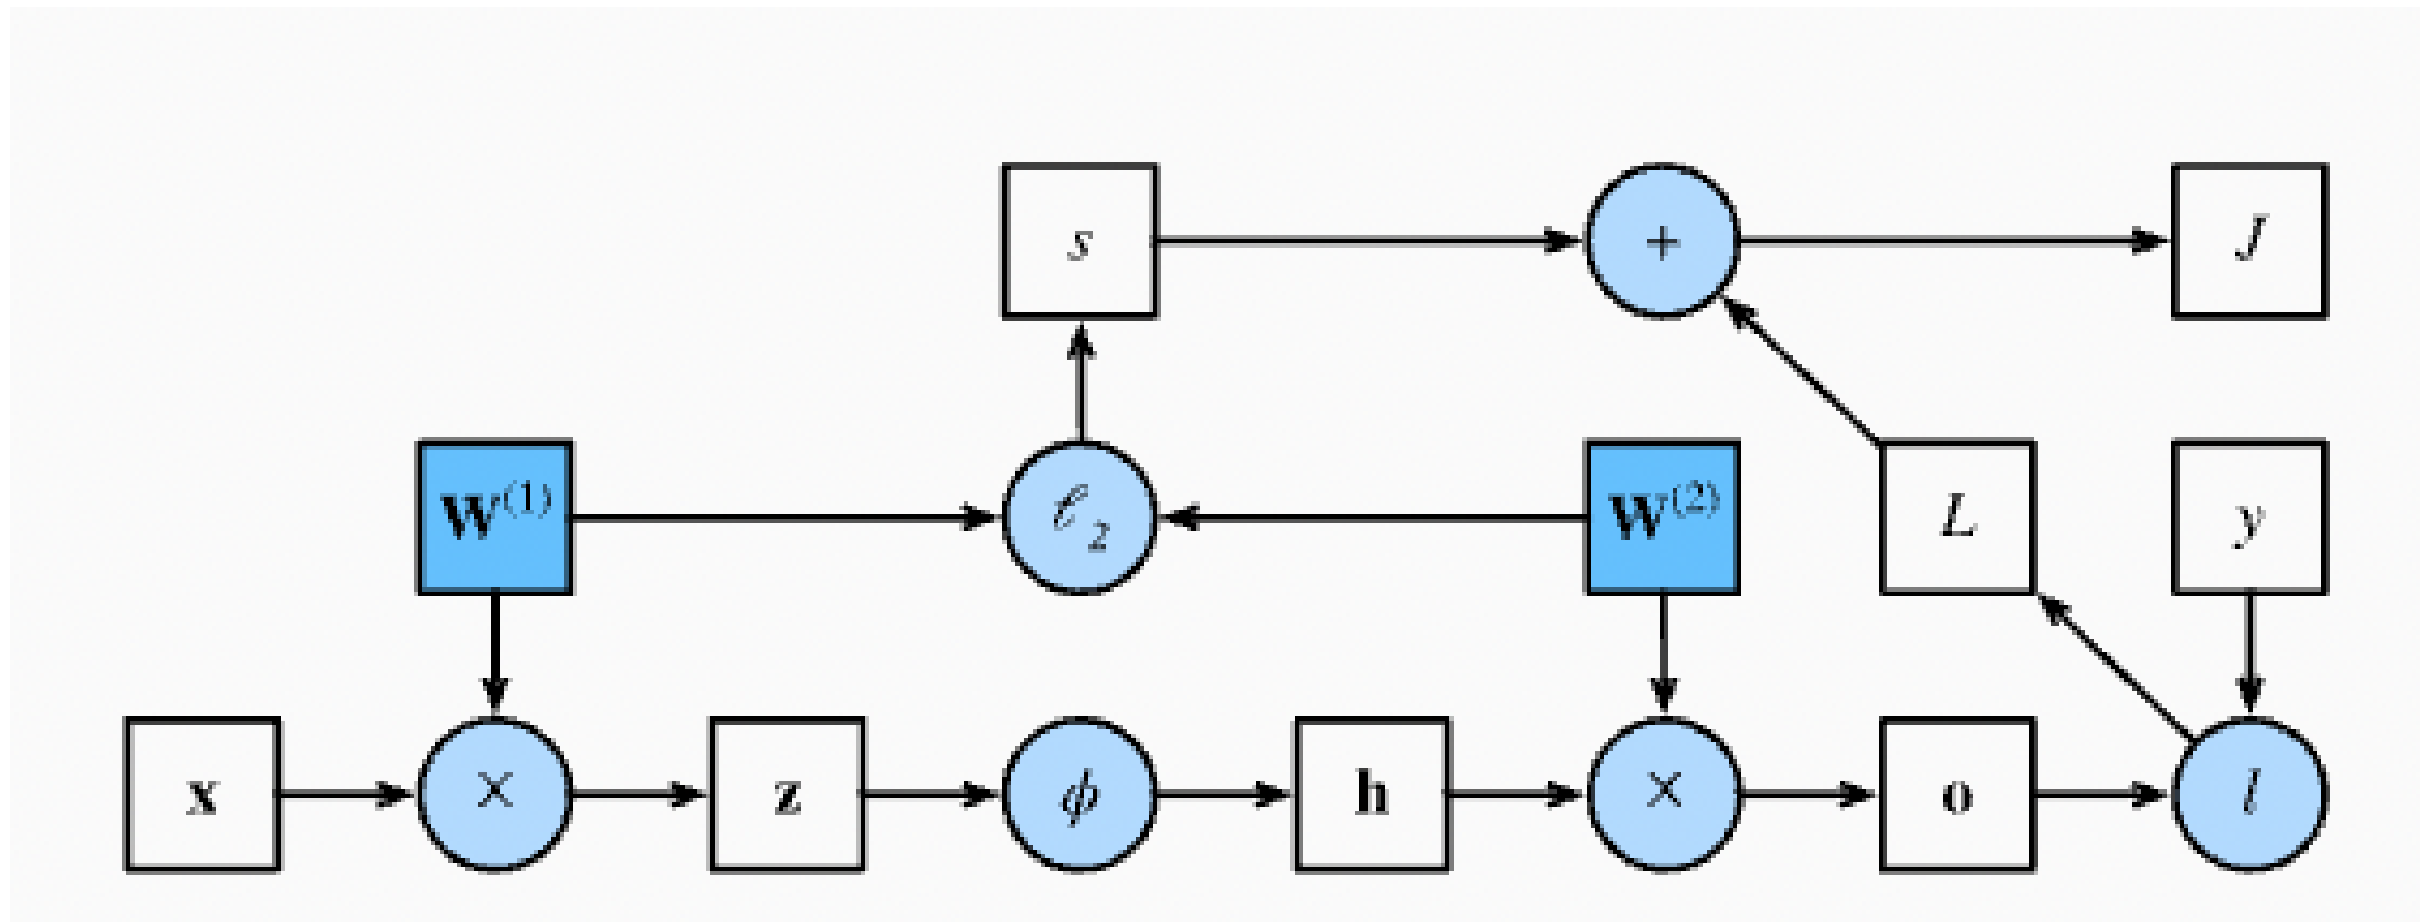 s + J
W(1) ℓ2 W(2) L y
x × z ϕ h × o l